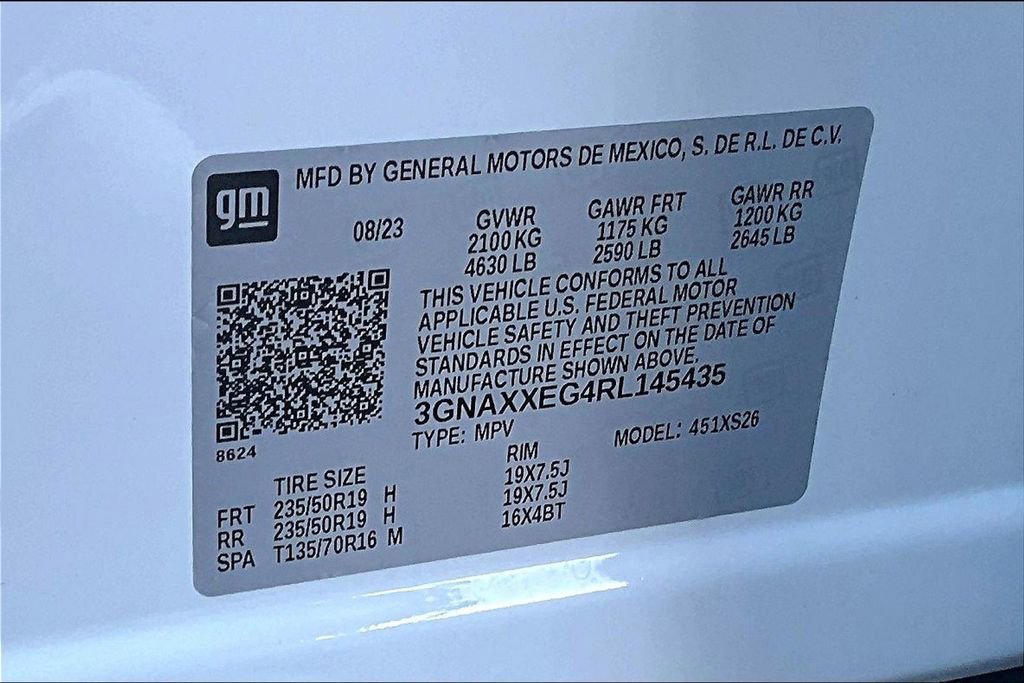 gm
MFD BY GENERAL MOTORS DE MEXICO, S. DE R.L. DE C.V.
08/23 GVWR GAWR FRT GAWR RR
2100 KG 1175 KG 1200 KG
4630 LB 2590 LB 2645 LB
THIS VEHICLE CONFORMS TO ALL
APPLICABLE U.S. FEDERAL MOTOR
VEHICLE SAFETY AND THEFT PREVENTION
STANDARDS IN EFFECT ON THE DATE OF
MANUFACTURE SHOWN ABOVE.
3GNAXXEG4RL145435
TYPE: MPV MODEL: 451XS26
8624
TIRE SIZE RIM
FRT 235/50R19 H 19X7.5J
RR 235/50R19 H 19X7.5J
SPA T135/70R16 M 16X4BT